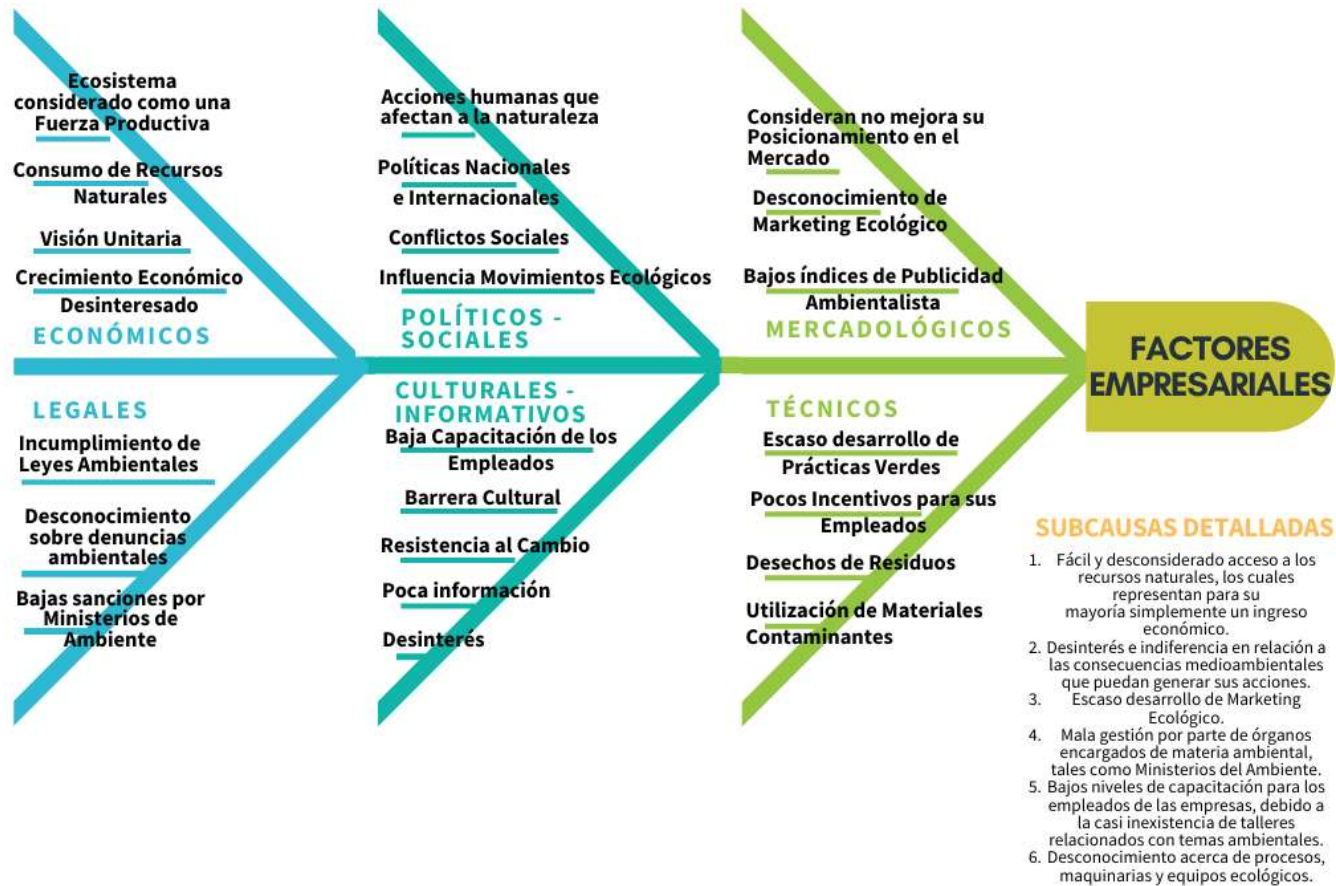 Ecosistema
considerado como una
Fuerza Productiva
Consumo de Recursos
Naturales
Visión Unitaria
Crecimiento Económico
Desinteresado
ECONÓMICOS
Acciones humanas que
afectan a la naturaleza
Políticas Nacionales
e Internacionales
Conflictos Sociales
Influencia Movimientos Ecológicos
POLÍTICOS -
SOCIALES
Consideran no mejora su
Posicionamiento en el
Mercado
Desconocimiento de
Marketing Ecológico
Bajos índices de Publicidad
Ambientalista
MERCADOLÓGICOS
FACTORES
EMPRESARIALES
LEGALES
Incumplimiento de
Leyes Ambientales
Desconocimiento
sobre denuncias
ambientales
Bajas sanciones por
Ministerios de
Ambiente
CULTURALES -
INFORMATIVOS
Baja Capacitación de los
Empleados
Barrera Cultural
Resistencia al Cambio
Poca información
Desinterés
TÉCNICOS
Escaso desarrollo de
Prácticas Verdes
Pocos Incentivos para sus
Empleados
Desechos de Residuos
Utilización de Materiales
Contaminantes
SUBCAUSAS DETALLADAS
1. Fácil y desconsiderado acceso a los
recursos naturales, los cuales
representan para su
mayoría simplemente un ingreso
económico.
2. Desinterés e indiferencia en relación a
las consecuencias medioambientales
que puedan generar sus acciones.
3. Escaso desarrollo de Marketing
Ecológico.
4. Mala gestión por parte de órganos
encargados de materia ambiental,
tales como Ministerios del Ambiente.
5. Bajos niveles de capacitación para los
empleados de las empresas, debido a
la casi inexistencia de talleres
relacionados con temas ambientales.
6. Desconocimiento acerca de procesos,
maquinarias y equipos ecológicos.